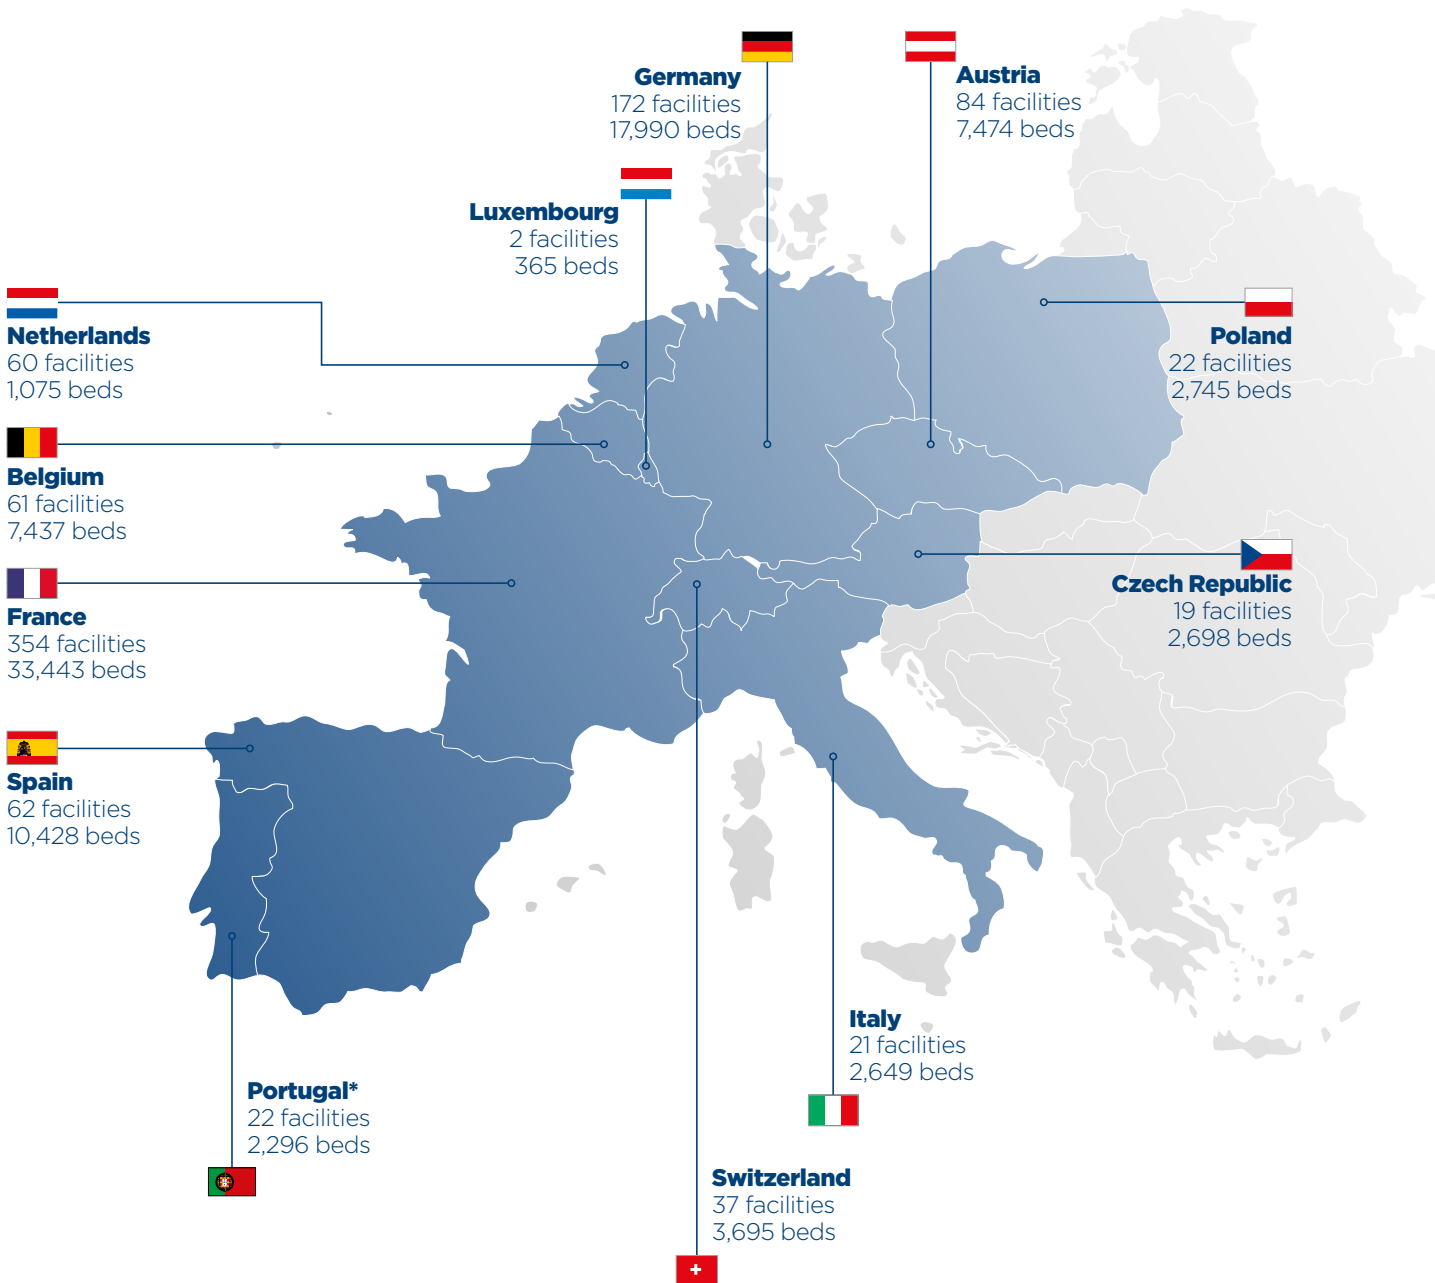 Germany
172 facilities
17,990 beds
Austria
84 facilities
7,474 beds
Luxembourg
2 facilities
365 beds
Netherlands
60 facilities
1,075 beds
Poland
22 facilities
2,745 beds
Belgium
61 facilities
7,437 beds
Czech Republic
19 facilities
2,698 beds
France
354 facilities
33,443 beds
Spain
62 facilities
10,428 beds
Italy
21 facilities
2,649 beds
Portugal*
22 facilities
2,296 beds
Switzerland
37 facilities
3,695 beds